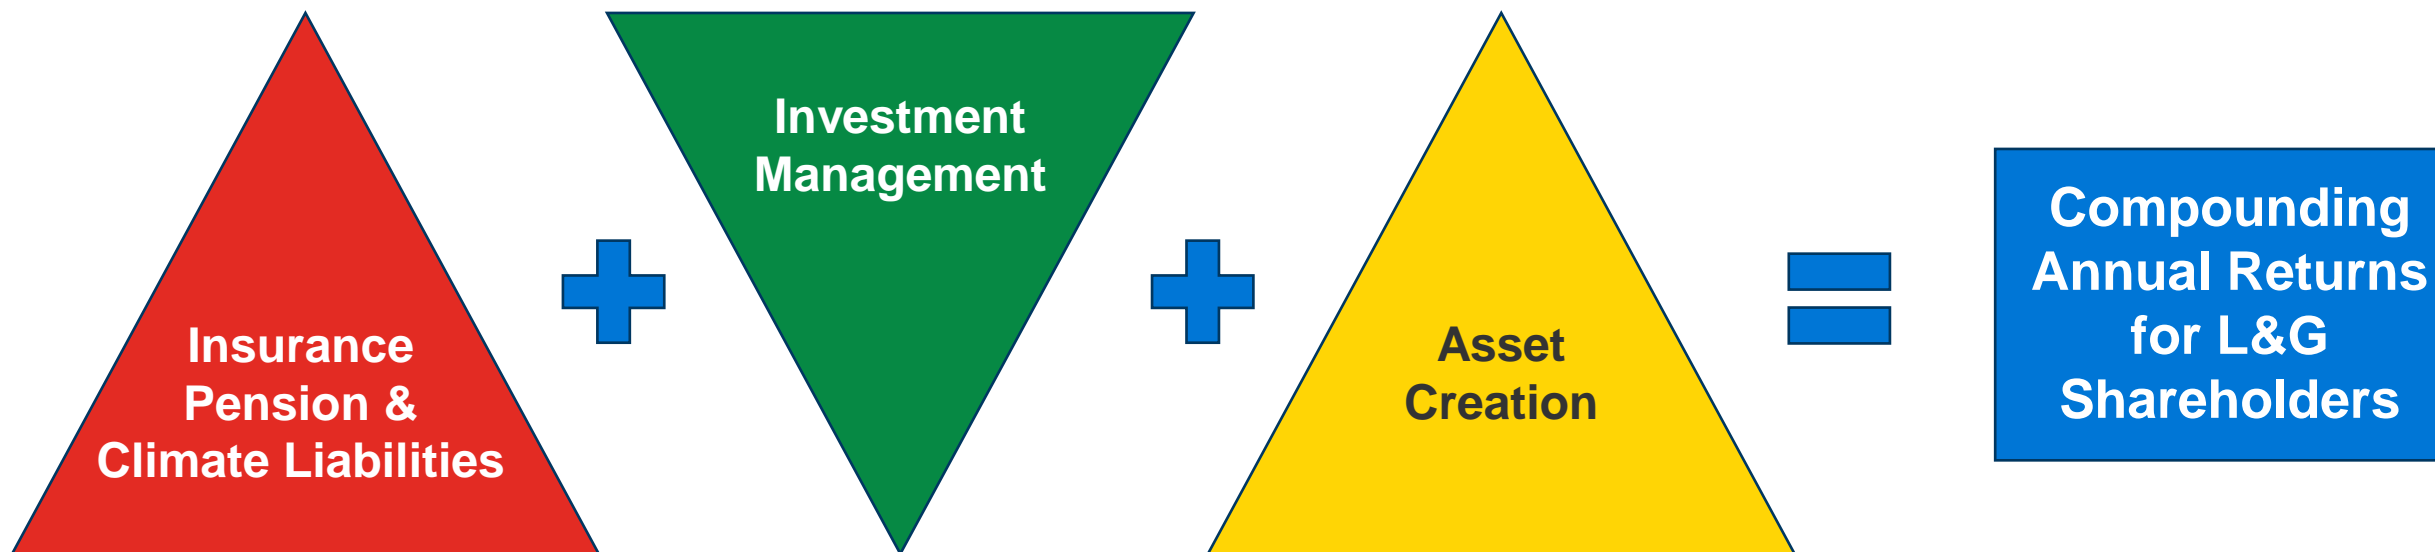 Insurance
Pension &
Climate Liabilities
Investment
Management
Asset
Creation
Compounding
Annual Returns
for L&G
Shareholders